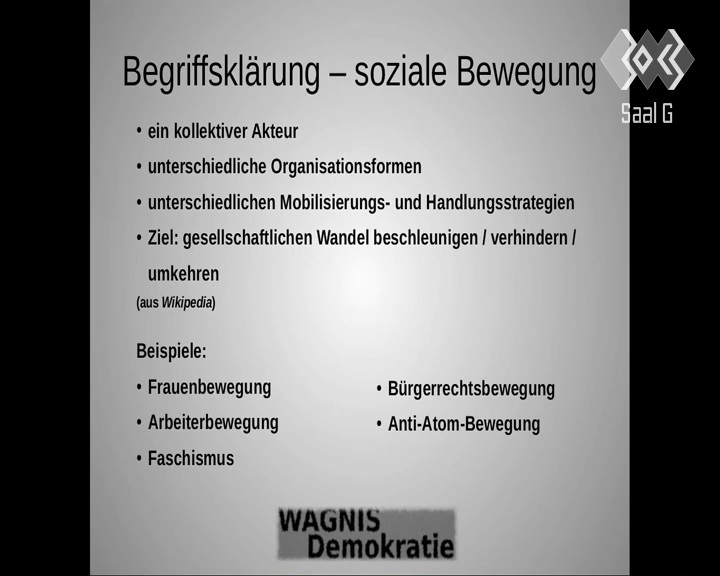 Begriffsklärung – soziale Bewegung
Saal G
• ein kollektiver Akteur
• unterschiedliche Organisationsformen
• unterschiedlichen Mobilisierungs- und Handlungsstrategien
• Ziel: gesellschaftlichen Wandel beschleunigen / verhindern /
umkehren
(aus Wikipedia)
Beispiele:
• Frauenbewegung
• Arbeiterbewegung
• Faschismus
• Bürgerrechtsbewegung
• Anti-Atom-Bewegung
WAGNIS
Demokratie